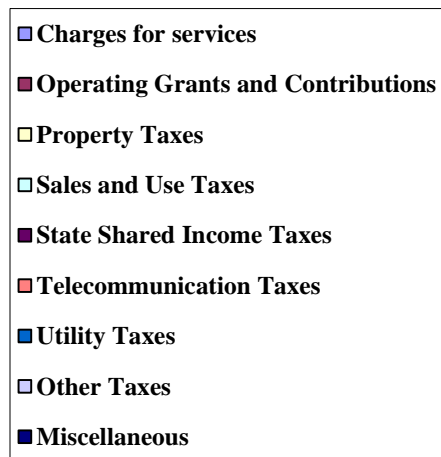 Charges for services
Operating Grants and Contributions
Property Taxes
Sales and Use Taxes
State Shared Income Taxes
Telecommunication Taxes
Utility Taxes
Other Taxes
Miscellaneous